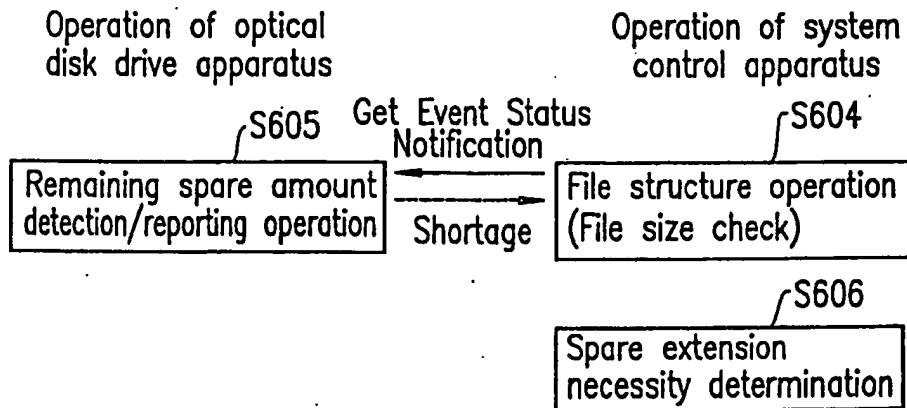 Operation of optical
disk drive apparatus
Operation of system
control apparatus
S605
Get Event Status
Notification
S604
Remaining spare amount
detection/reporting operation
Shortage
File structure operation
(File size check)
S606
Spare extension
necessity determination